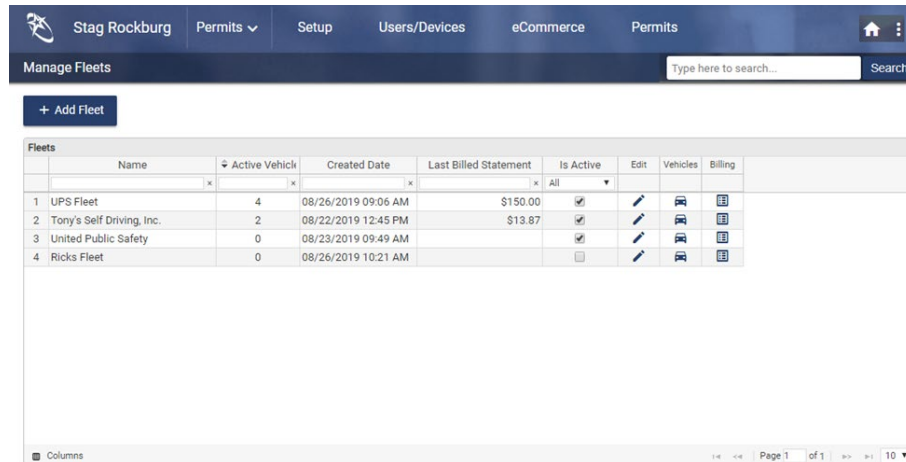 Stag Rockburg Permits Setup Users/Devices eCommerce Permits
Manage Fleets Type here to search... Search
+ Add Fleet
Fleets
Name Active Vehicle Created Date Last Billed Statement Is Active Edit Vehicles Billing
x x x x All
1 UPS Fleet 4 08/26/2019 09:06 AM $150.00
2 Tony's Self Driving, Inc. 2 08/22/2019 12:45 PM $13.87
3 United Public Safety 0 08/23/2019 09:49 AM
4 Ricks Fleet 0 08/26/2019 10:21 AM
Columns Page 1 of 1 10